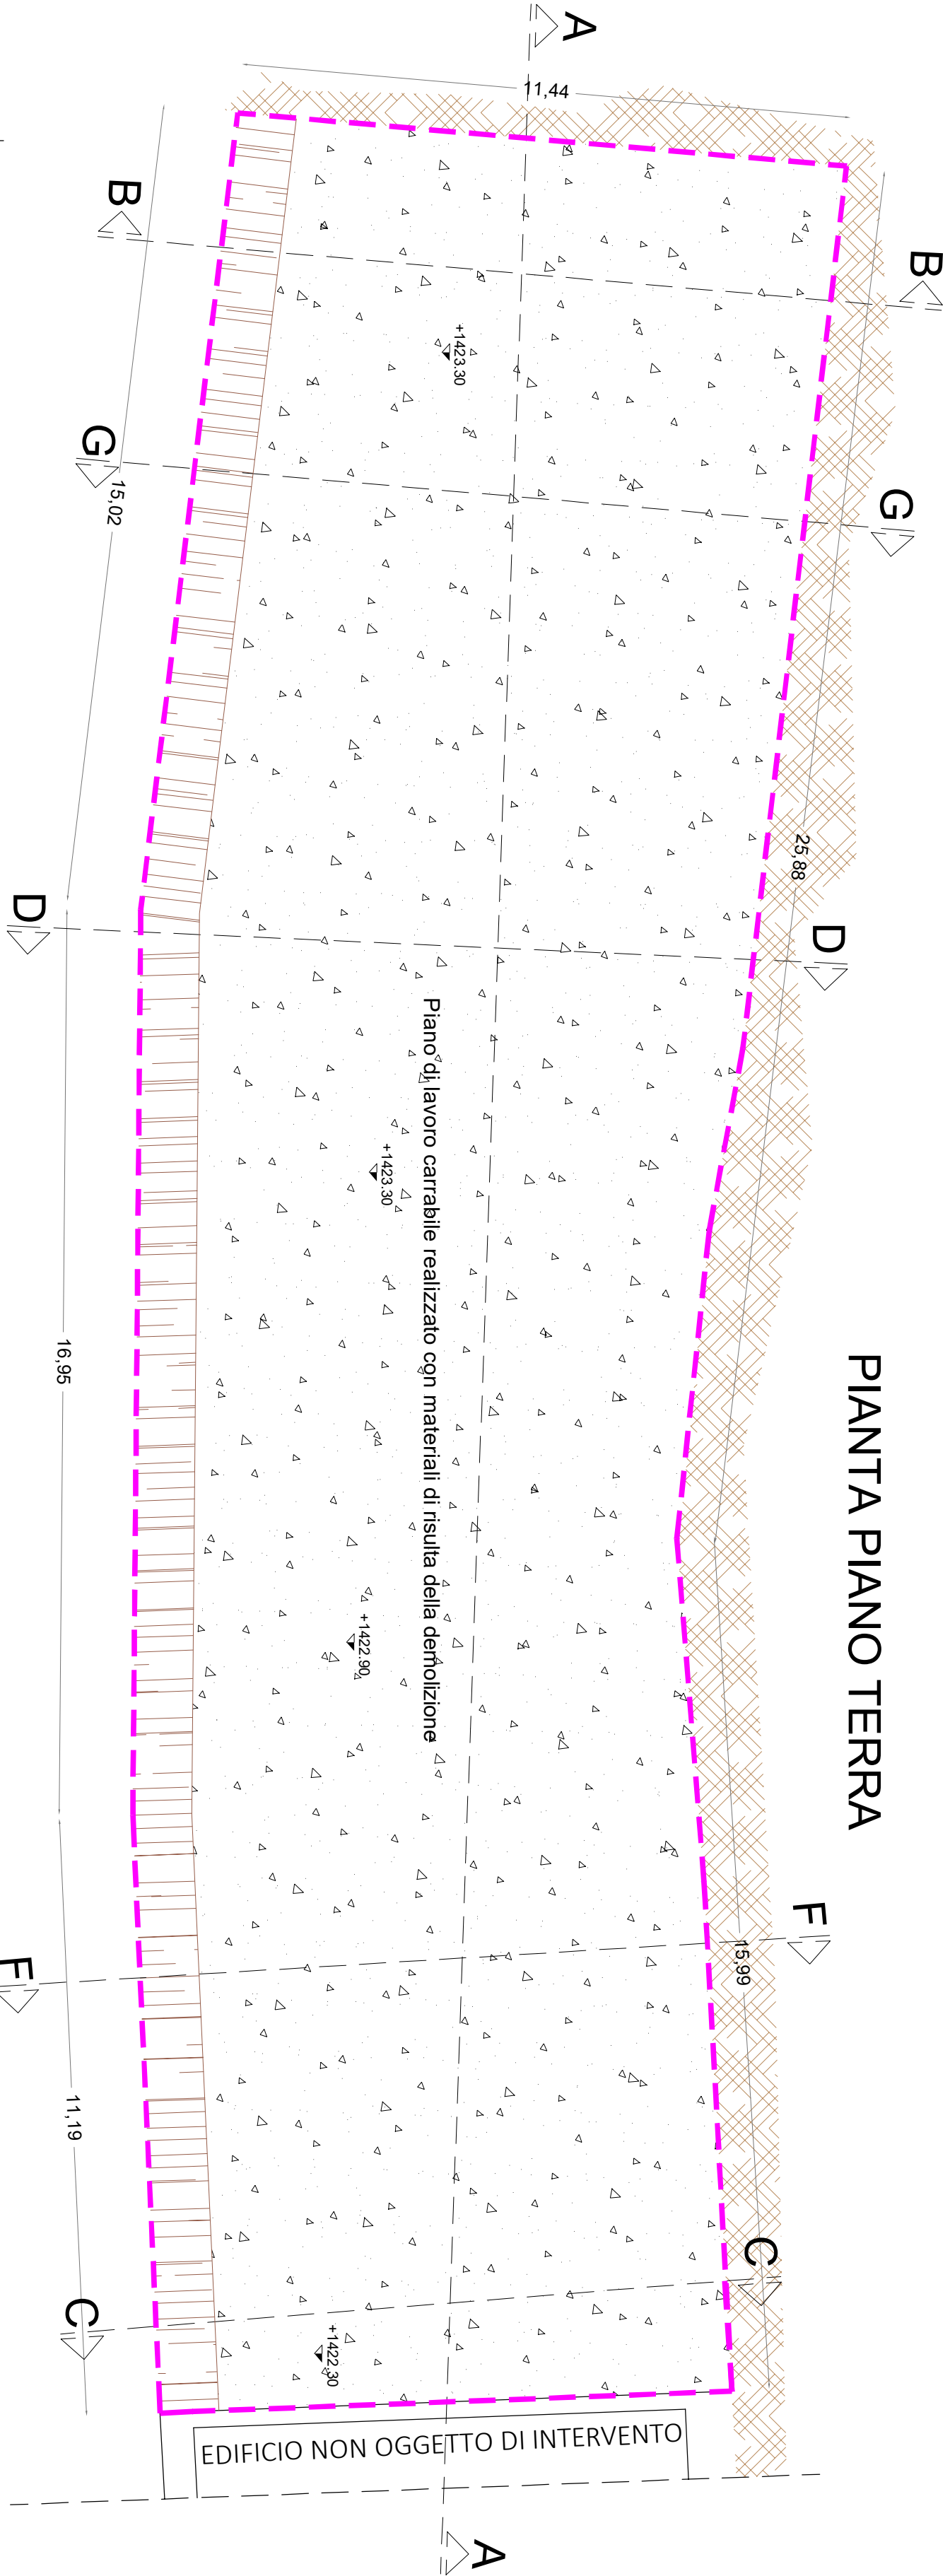 PIANTA PIANO TERRA
A
11,44
B
B
+1423.30
G
G
15,02
25,88
D
D
Piano di lavoro carrabile realizzato con materiali di risulta della demolizione
+1423.30
16,95
+1422.90
F
F
15,99
11,19
C
C
+1422.30
EDIFICIO NON OGGETTO DI INTERVENTO
A